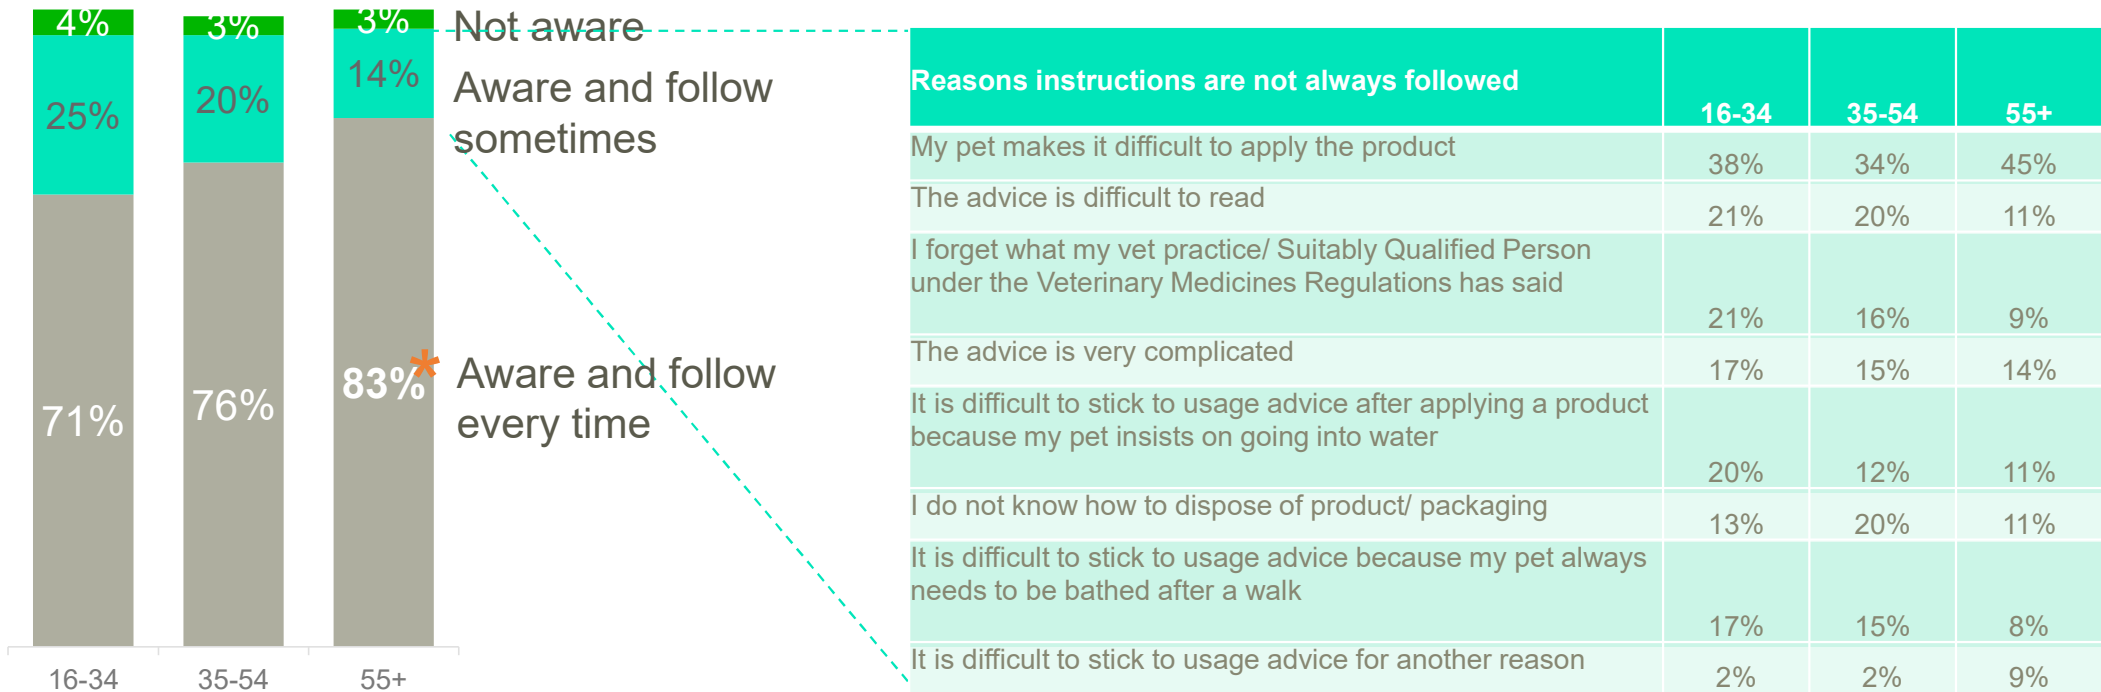 4%
3%
3%
Not aware
25%
20%
14%
Aware and follow
sometimes
71%
76%
83%*
Aware and follow
every time
16-34
35-54
55+
Reasons instructions are not always followed
16-34 35-54 55+
My pet makes it difficult to apply the product
38% 34% 45%
The advice is difficult to read
21% 20% 11%
I forget what my vet practice/ Suitably Qualified Person
under the Veterinary Medicines Regulations has said
21% 16% 9%
The advice is very complicated
17% 15% 14%
It is difficult to stick to usage advice after applying a product
because my pet insists on going into water
20% 12% 11%
I do not know how to dispose of product/ packaging
13% 20% 11%
It is difficult to stick to usage advice because my pet always
needs to be bathed after a walk
17% 15% 8%
It is difficult to stick to usage advice for another reason
2% 2% 9%